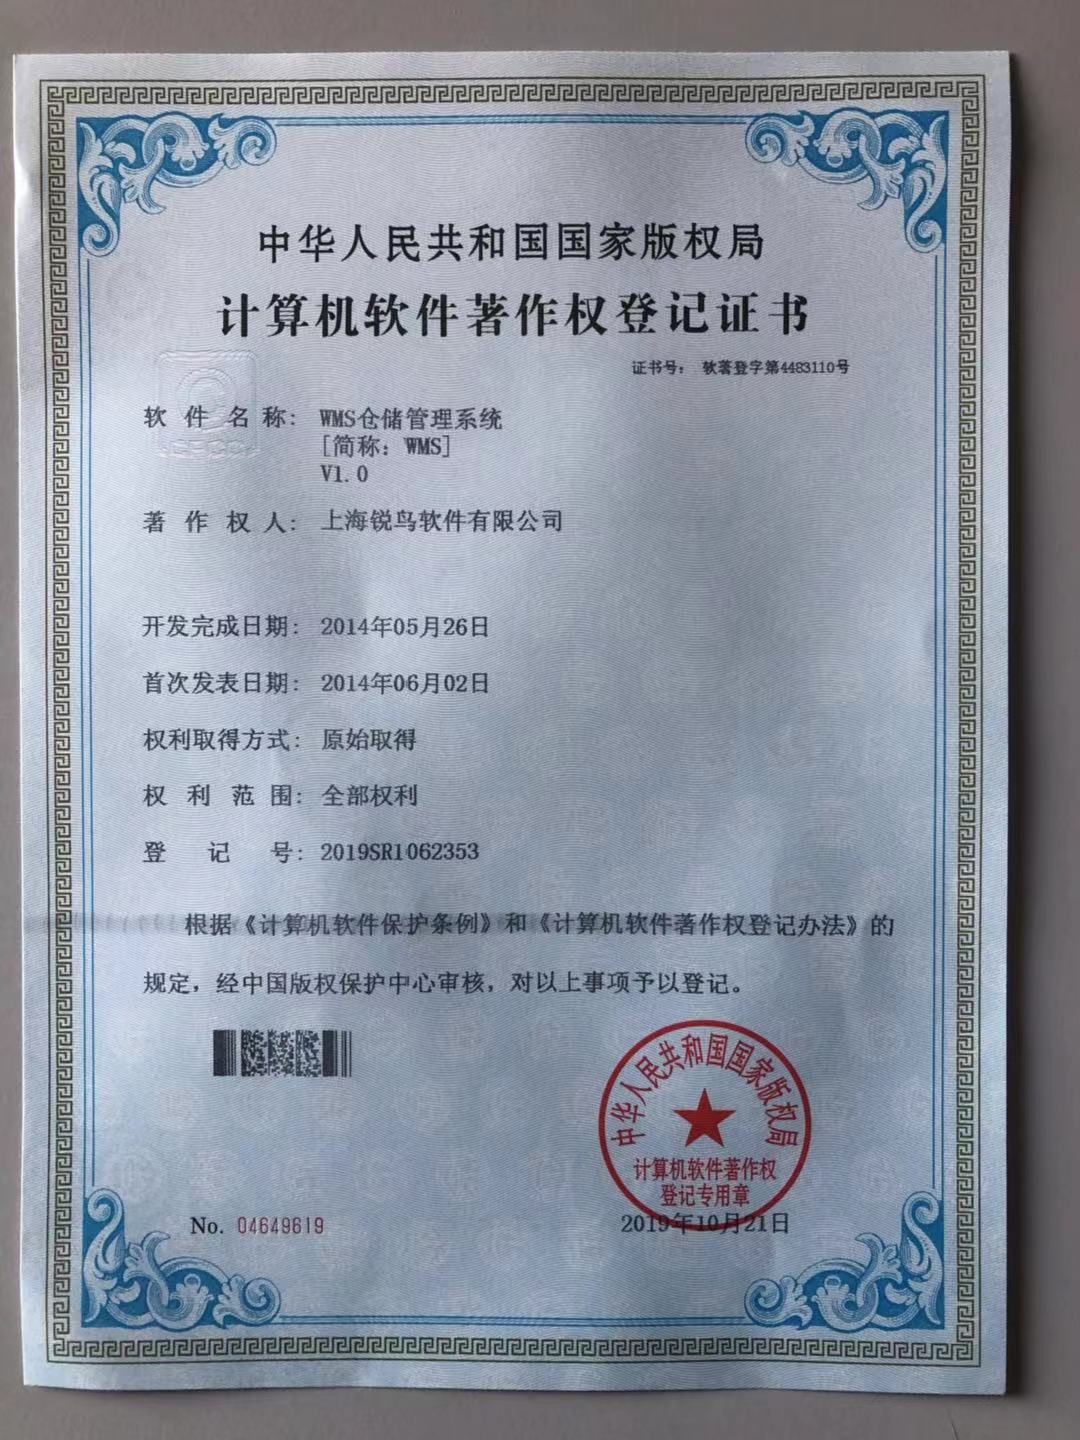 中华人民共和国国家版权局
计算机软件著作权登记证书
证书号： 软著登字第4483110号
软件名称： WMS仓储管理系统
[简称：WMS]
V1.0
著作权人： 上海锐鸟软件有限公司
开发完成日期： 2014年05月26日
首次发表日期： 2014年06月02日
权利取得方式： 原始取得
权利范围： 全部权利
登记号： 2019SR1062353
根据《计算机软件保护条例》和《计算机软件著作权登记办法》的
规定，经中国版权保护中心审核，对以上事项予以登记。
中华人民共和国国家版权局
计算机软件著作权
登记专用章
No. 04649619
2019年10月21日